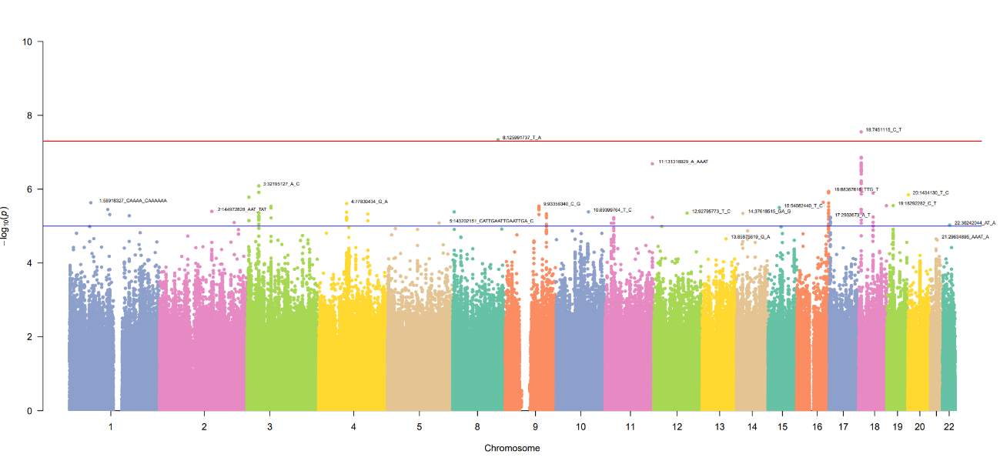 10
8
6
4
2
0
−log10(p)
18:7451115_C_T
8:125991737_T_A
11:131316929_A_AAAT
3:32195127_A_C
16:88367616_TTG_T
20:1434130_T_C
1:58918327_CAAAA_CAAAAAA
4:77830434_G_A
9:93356340_C_G
15:54082440_T_C
19:18292282_C_T
2:144972828_AAT_TAT
10:89399764_T_C
12:92795773_T_C
14:37618515_GA_G
17:2933673_A_T
5:143202151_CATTGAATTGAATTGA_C
22:36242044_AT_A
13:85875619_G_A
21:29634895_AAAT_A
1 2 3 4 5 8 9 10 11 12 13 14 15 16 17 18 19 20 22
Chromosome